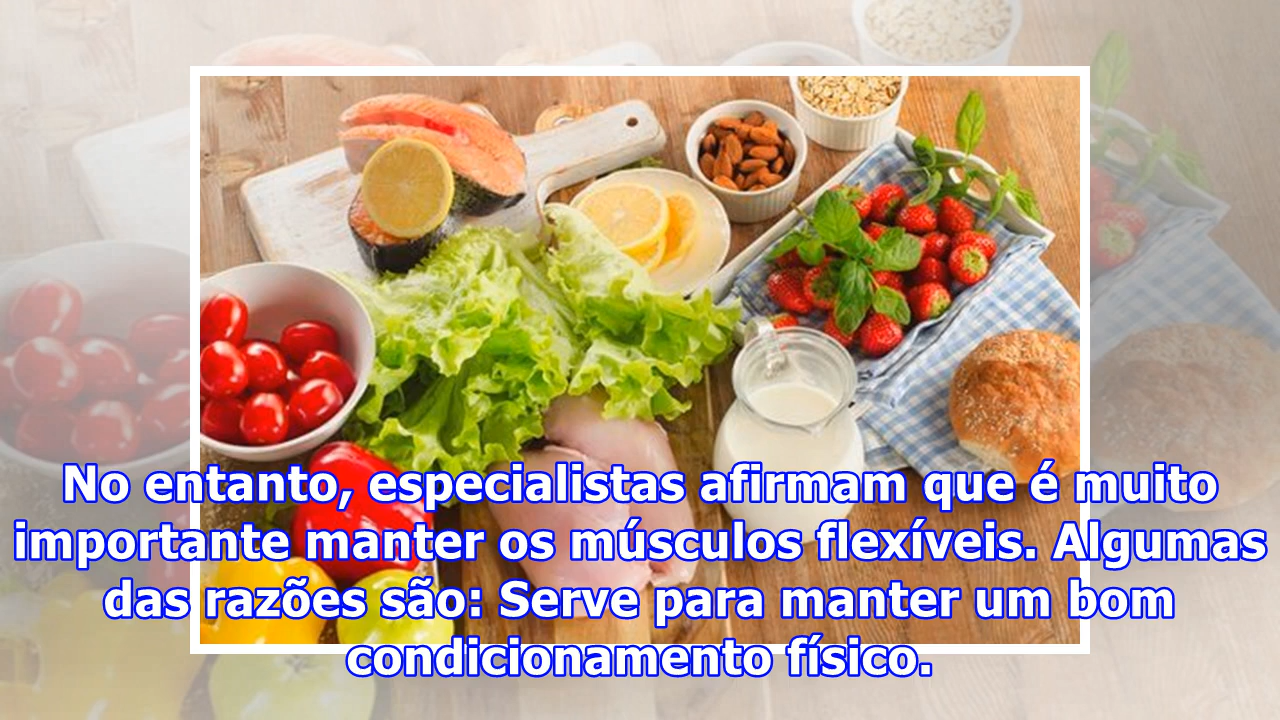 No entanto, especialistas afirmam que é muito
importante manter os músculos flexíveis. Algumas
das razões são: Serve para manter um bom
condicionamento físico.